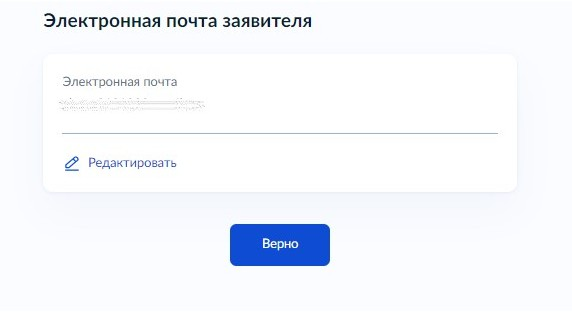 Электронная почта заявителя
Электронная почта
Редактировать
Верно